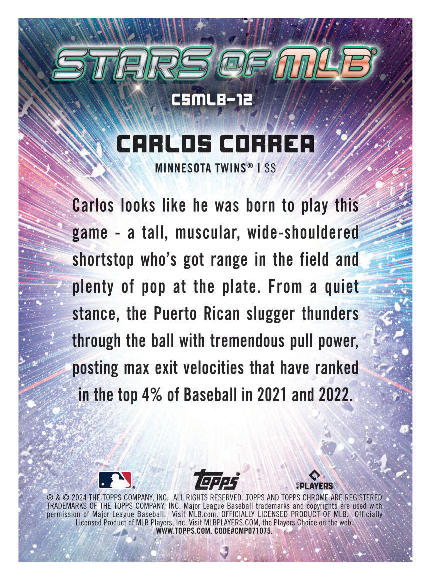 STARS OF MLB®
CSMLB-12
CARLOS CORREA
MINNESOTA TWINS® | SS
Carlos looks like he was born to play this
game - a tall, muscular, wide-shouldered
shortstop who's got range in the field and
plenty of pop at the plate. From a quiet
stance, the Puerto Rican slugger thunders
through the ball with tremendous pull power,
posting max exit velocities that have ranked
in the top 4% of Baseball in 2021 and 2022.
Topps
MLB PLAYERS
® & © 2024 THE TOPPS COMPANY, INC. ALL RIGHTS RESERVED. TOPPS AND TOPPS CHROME ARE REGISTERED
TRADEMARKS OF THE TOPPS COMPANY, INC. Major League Baseball trademarks and copyrights are used with
permission of Major League Baseball. Visit MLB.com. OFFICIALLY LICENSED PRODUCT OF MLB. Officially
Licensed Product of MLB Players, Inc. Visit MLBPLAYERS.COM, the Players Choice on the web.
WWW.TOPPS.COM. CODE#CMP071073.